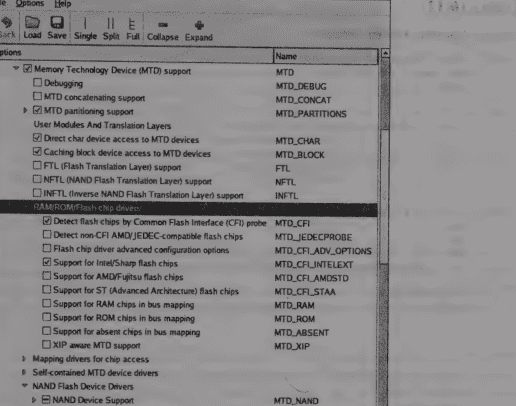 Options Help
Load Save Single Split Full Collapse Expand
Name
Memory Technology Device (MTD) support MTD
Debugging MTD_DEBUG
MTD concatenating support MTD_CONCAT
MTD partitioning support MTD_PARTITIONS
User Modules And Translation Layers
Direct char device access to MTD devices MTD_CHAR
Caching block device access to MTD devices MTD_BLOCK
FTL (Flash Translation Layer) support FTL
NFTL (NAND Flash Translation Layer) support NFTL
INFTL (Inverse NAND Flash Translation Layer) support INFTL
RAM/ROM/Flash chip drivers
Detect flash chips by Common Flash Interface (CFI) probe MTD_CFI
Detect non-CFI AMD/JEDEC-compatible flash chips MTD_JEDECPROBE
Flash chip driver advanced configuration options MTD_CFI_ADV_OPTIONS
Support for Intel/Sharp flash chips MTD_CFI_INTELEXT
Support for AMD/Fujitsu flash chips MTD_CFI_AMDSTD
Support for ST (Advanced Architecture) flash chips MTD_CFI_STAA
Support for RAM chips in bus mapping MTD_RAM
Support for ROM chips in bus mapping MTD_ROM
Support for absent chips in bus mapping MTD_ABSENT
XIP aware MTD support MTD_XIP
Mapping drivers for chip access
Self-contained MTD device drivers
NAND Flash Device Drivers
NAND Device Support MTD_NAND